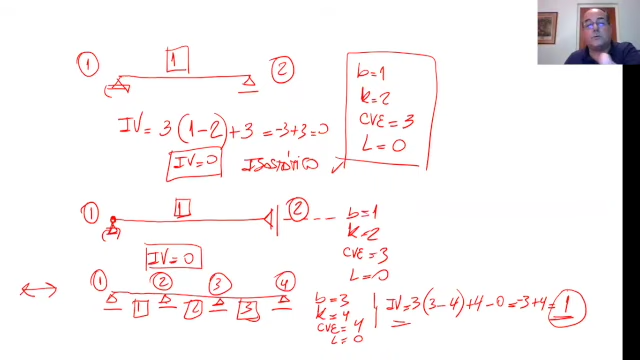 1 1 2
b=1
k=2
CVE=3
L=0
IV=3(1-2)+3=-3+3=0
IV=0 ISOSTÁTICO
1 1 2
b=1
k=2
CVE=3
L=0
IV=0
1 2 3 4
1 2 3
b=3
k=4
CVE=4
L=0
IV=3(3-4)+4-0=-3+4=1